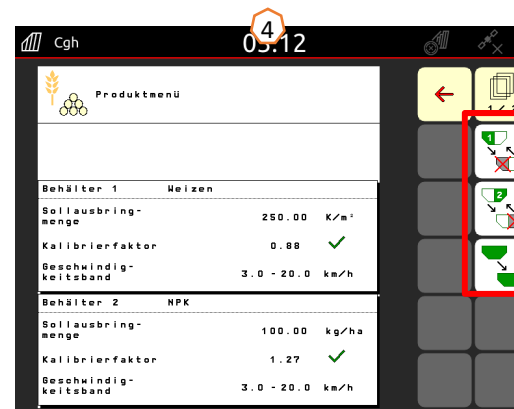 4
Cgh
05:12
Produktmenü
1
Behälter 1 Weizen
Sollausbring-
menge 250.00 K/m²
2
Kalibrierfaktor 0.88
Geschwindig-
keitsband 3.0 - 20.0 km/h
Behälter 2 NPK
Sollausbring-
menge 100.00 kg/ha
Kalibrierfaktor 1.27
Geschwindig-
keitsband 3.0 - 20.0 km/h